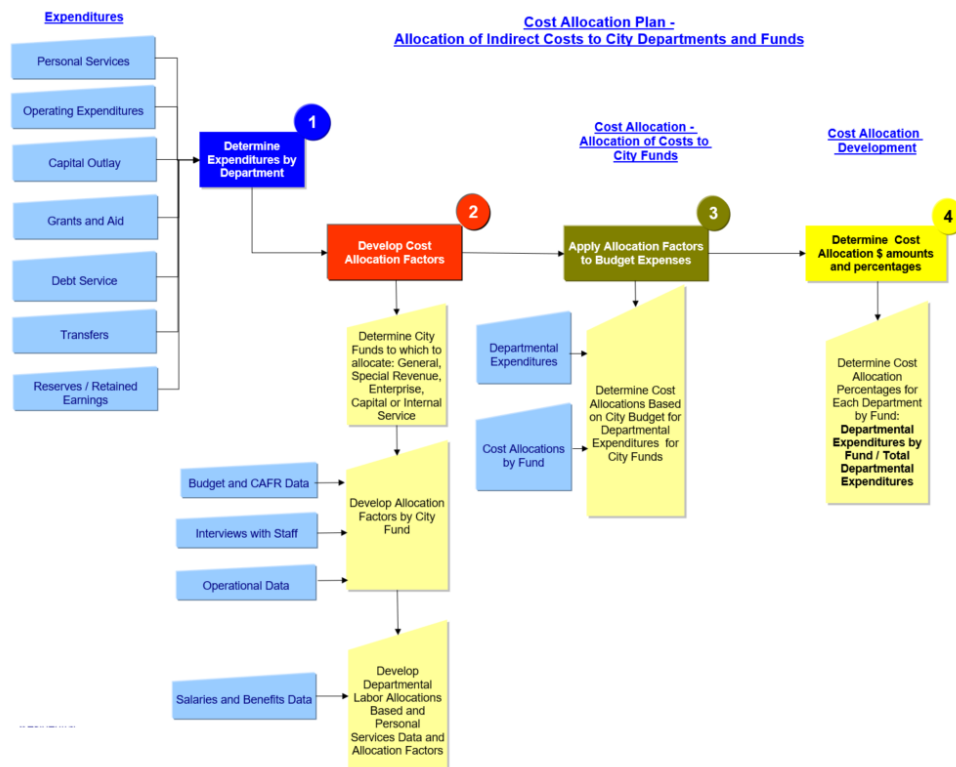 Expenditures
Cost Allocation Plan -
Allocation of Indirect Costs to City Departments and Funds
Personal Services
Operating Expenditures
Capital Outlay
Grants and Aid
Debt Service
Transfers
Reserves / Retained
Earnings
1
Determine
Expenditures by
Department
Cost Allocation -
Allocation of Costs to
City Funds
Cost Allocation
Development
2
Develop Cost
Allocation Factors
3
Apply Allocation Factors
to Budget Expenses
4
Determine Cost
Allocation $ amounts
and percentages
Determine City
Funds to which to
allocate: General,
Special Revenue,
Enterprise,
Capital or Internal
Service
Budget and CAFR Data
Interviews with Staff
Operational Data
Develop Allocation
Factors by City
Fund
Salaries and Benefits Data
Develop
Departmental
Labor Allocations
Based and
Personal
Services Data and
Allocation Factors
Departmental
Expenditures
Cost Allocations
by Fund
Determine Cost
Allocations Based
on City Budget for
Departmental
Expenditures for
City Funds
Determine Cost
Allocation
Percentages for
Each Department
by Fund:
Departmental
Expenditures by
Fund / Total
Departmental
Expenditures